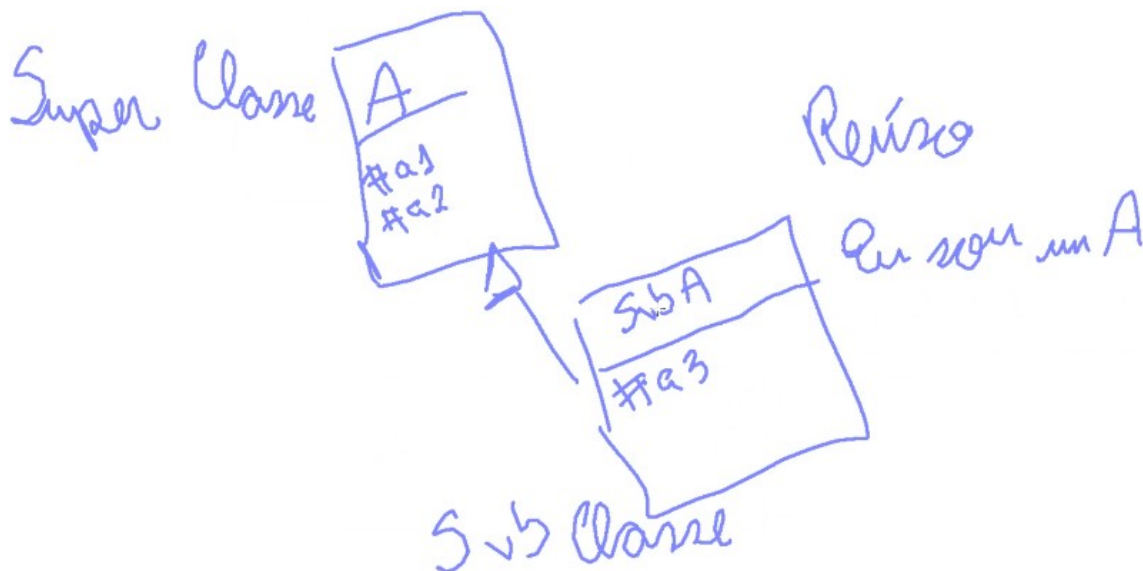 Super Classe
A
#a1
#a2
Reúso
Eu sou um A
SubA
#a3
Sub Classe